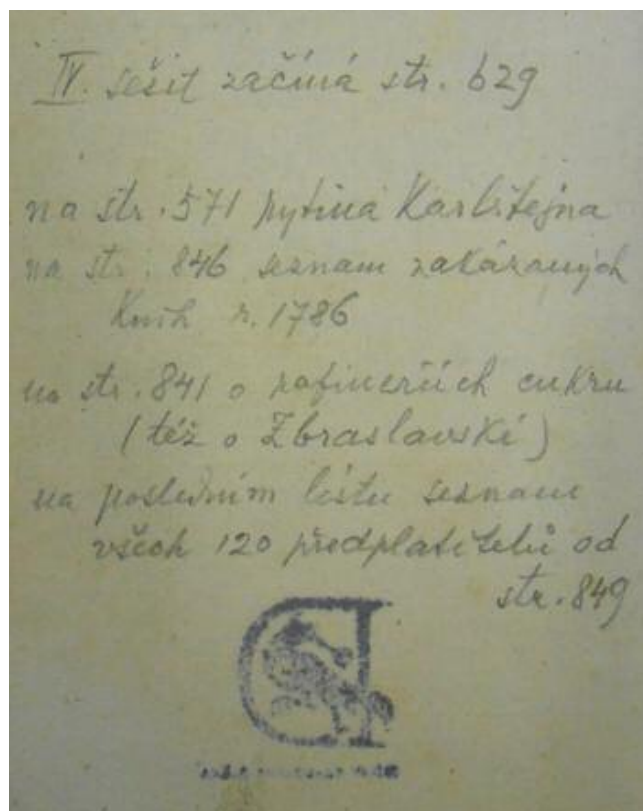 IV. sešit začíná str. 629
na str. 571 rytina Karlštejna
na str. 846 seznam zakázaných
knih r. 1786
na str. 841 o rafineriích cukru
(též o Zbraslavské)
na posledním listu seznam
všech 120 předplatitelů od
str. 849